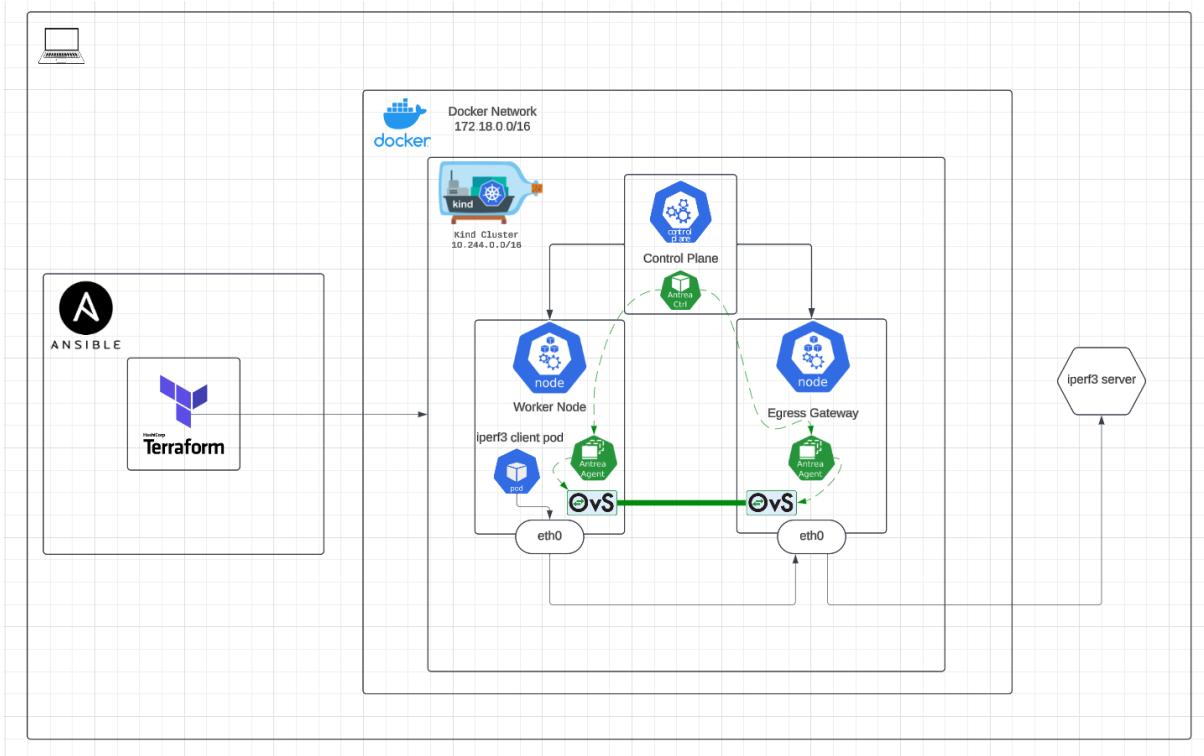 docker
Docker Network
172.18.0.0/16
kind
Kind Cluster
10.244.0.0/16
control
plane
Control Plane
Antrea
Ctrl
ANSIBLE
HashiCorp
Terraform
node
Worker Node
node
Egress Gateway
iperf3 client pod
pod
Antrea
Agent
Antrea
Agent
OvS
OvS
eth0
eth0
iperf3 server